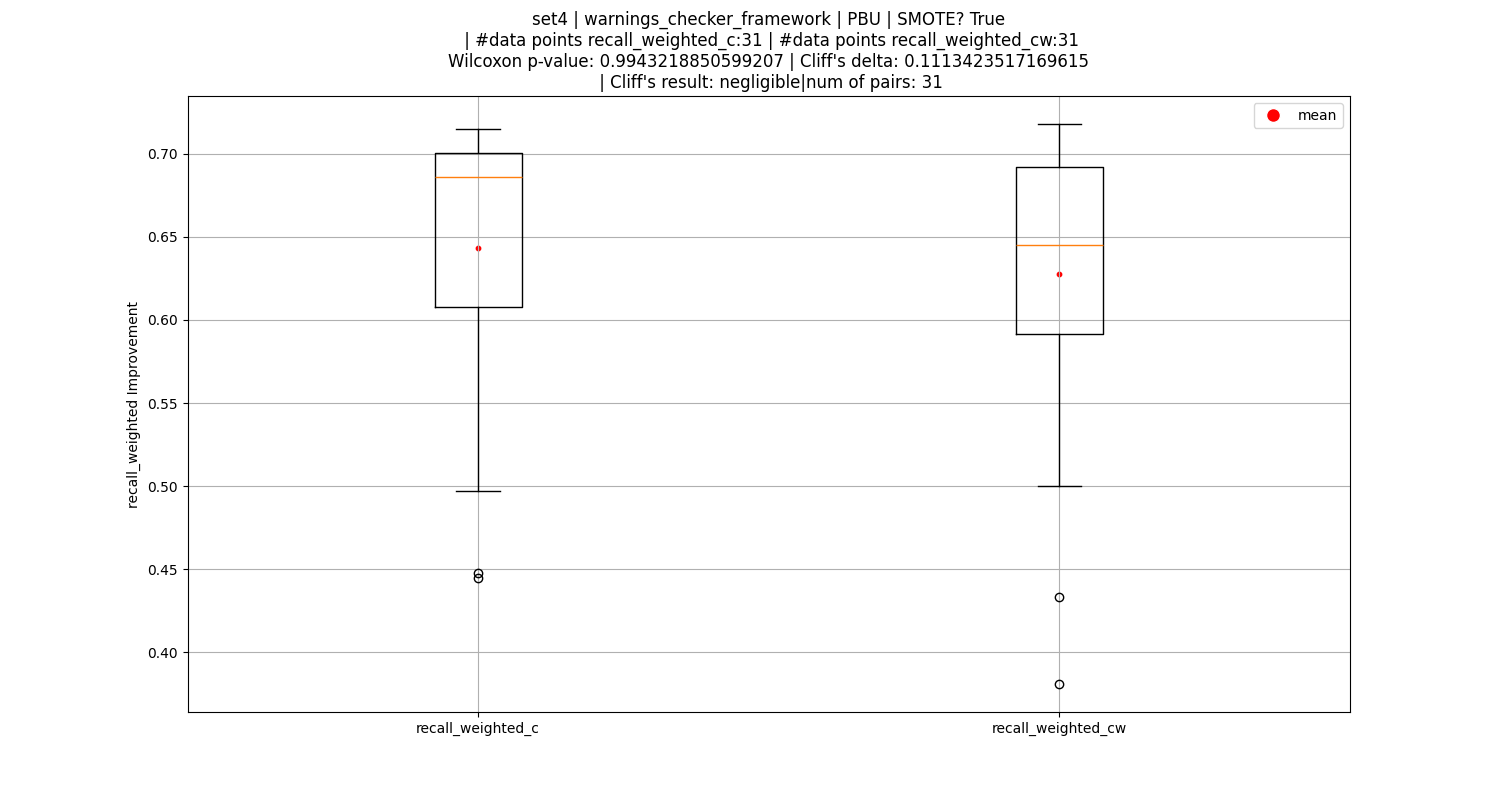 set4 | warnings_checker_framework | PBU | SMOTE? True
| #data points recall_weighted_c:31 | #data points recall_weighted_cw:31
Wilcoxon p-value: 0.9943218850599207 | Cliff's delta: 0.1113423517169615
| Cliff's result: negligible|num of pairs: 31
mean
0.70
0.65
0.60
0.55
0.50
0.45
0.40
recall_weighted Improvement
recall_weighted_c
recall_weighted_cw